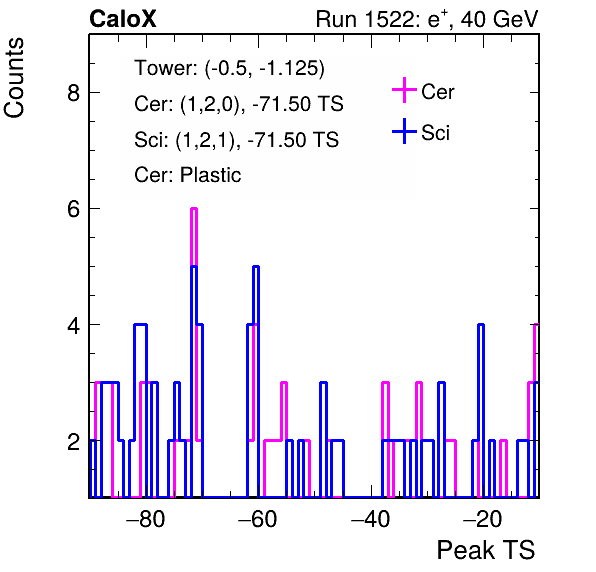 CaloX
Run 1522: e+, 40 GeV
Counts
Tower: (-0.5, -1.125)
Cer: (1,2,0), -71.50 TS
Sci: (1,2,1), -71.50 TS
Cer: Plastic
Cer
Sci
8
6
4
2
−80 −60 −40 −20
Peak TS